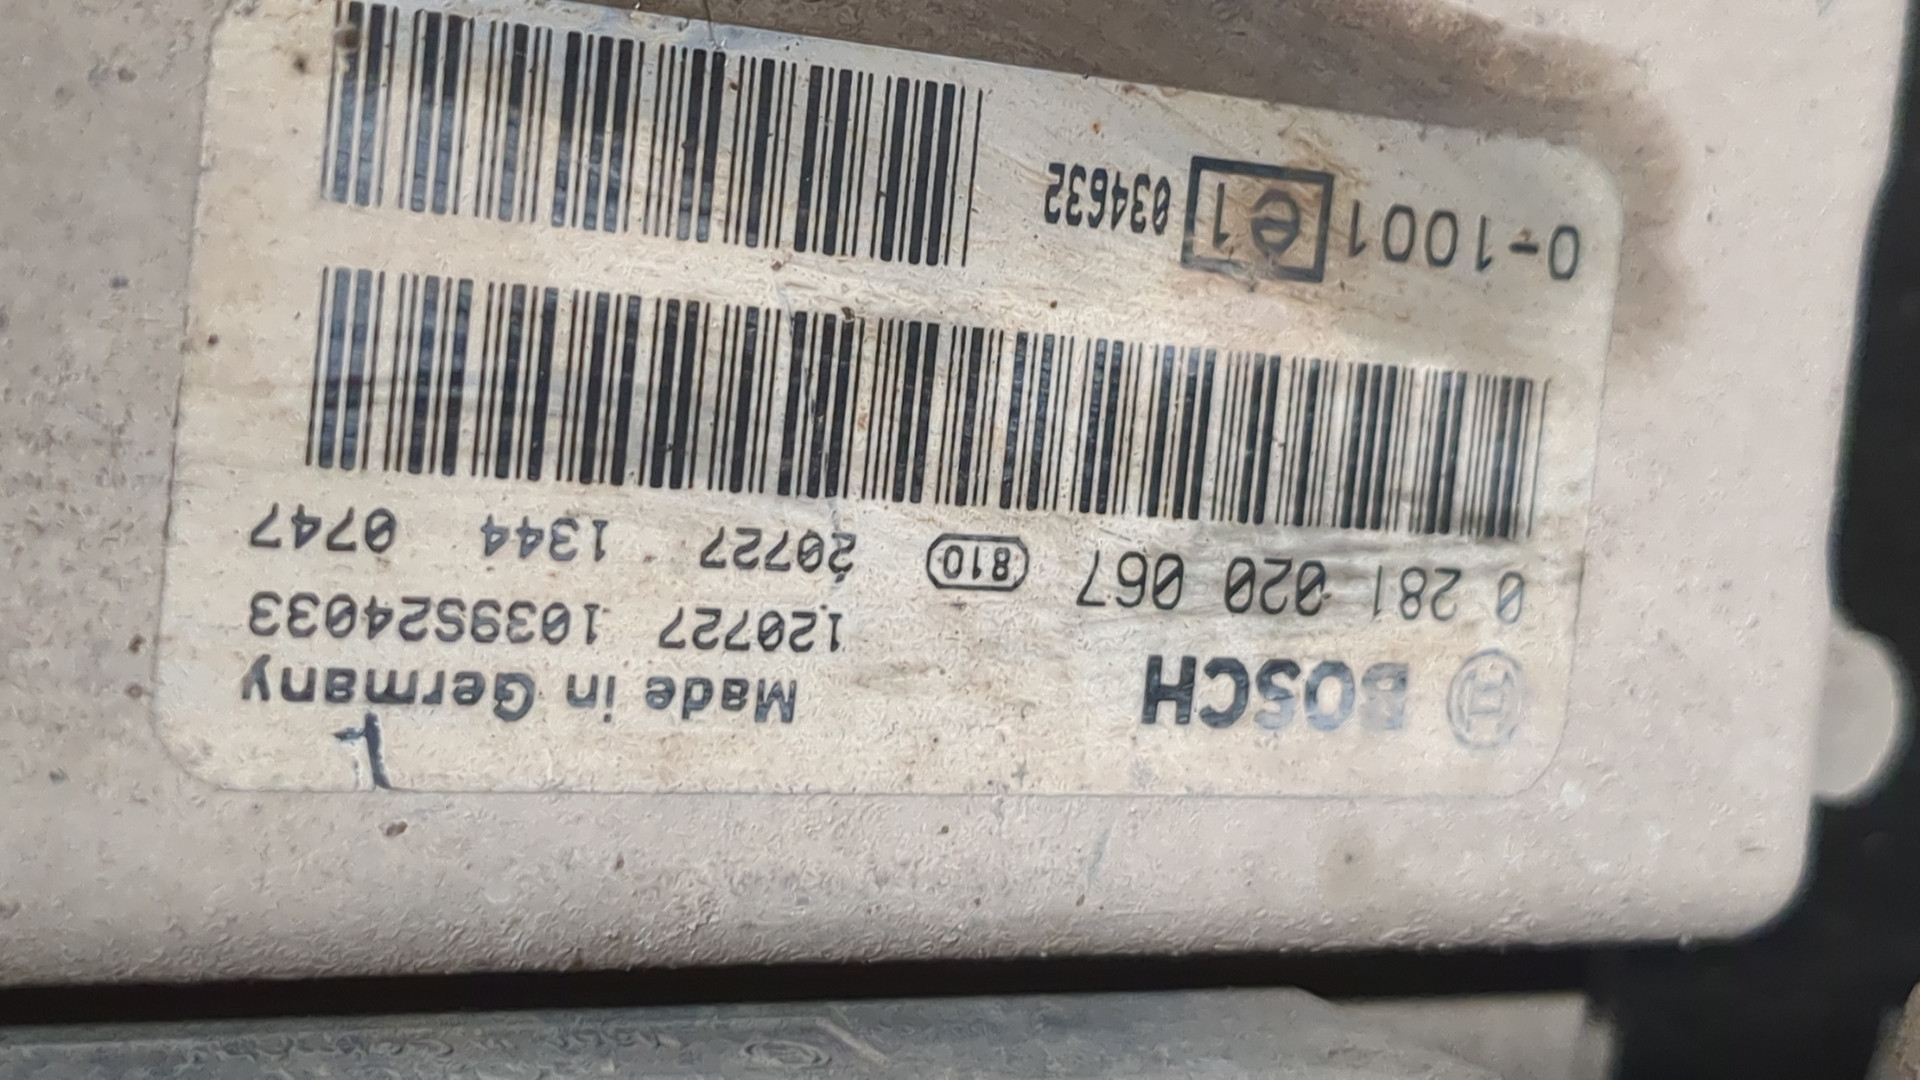 BOSCH
Made in Germany
120727 1039S24033
0 281 020 067 810 20727 1344 0747
0-1001 e1 034632